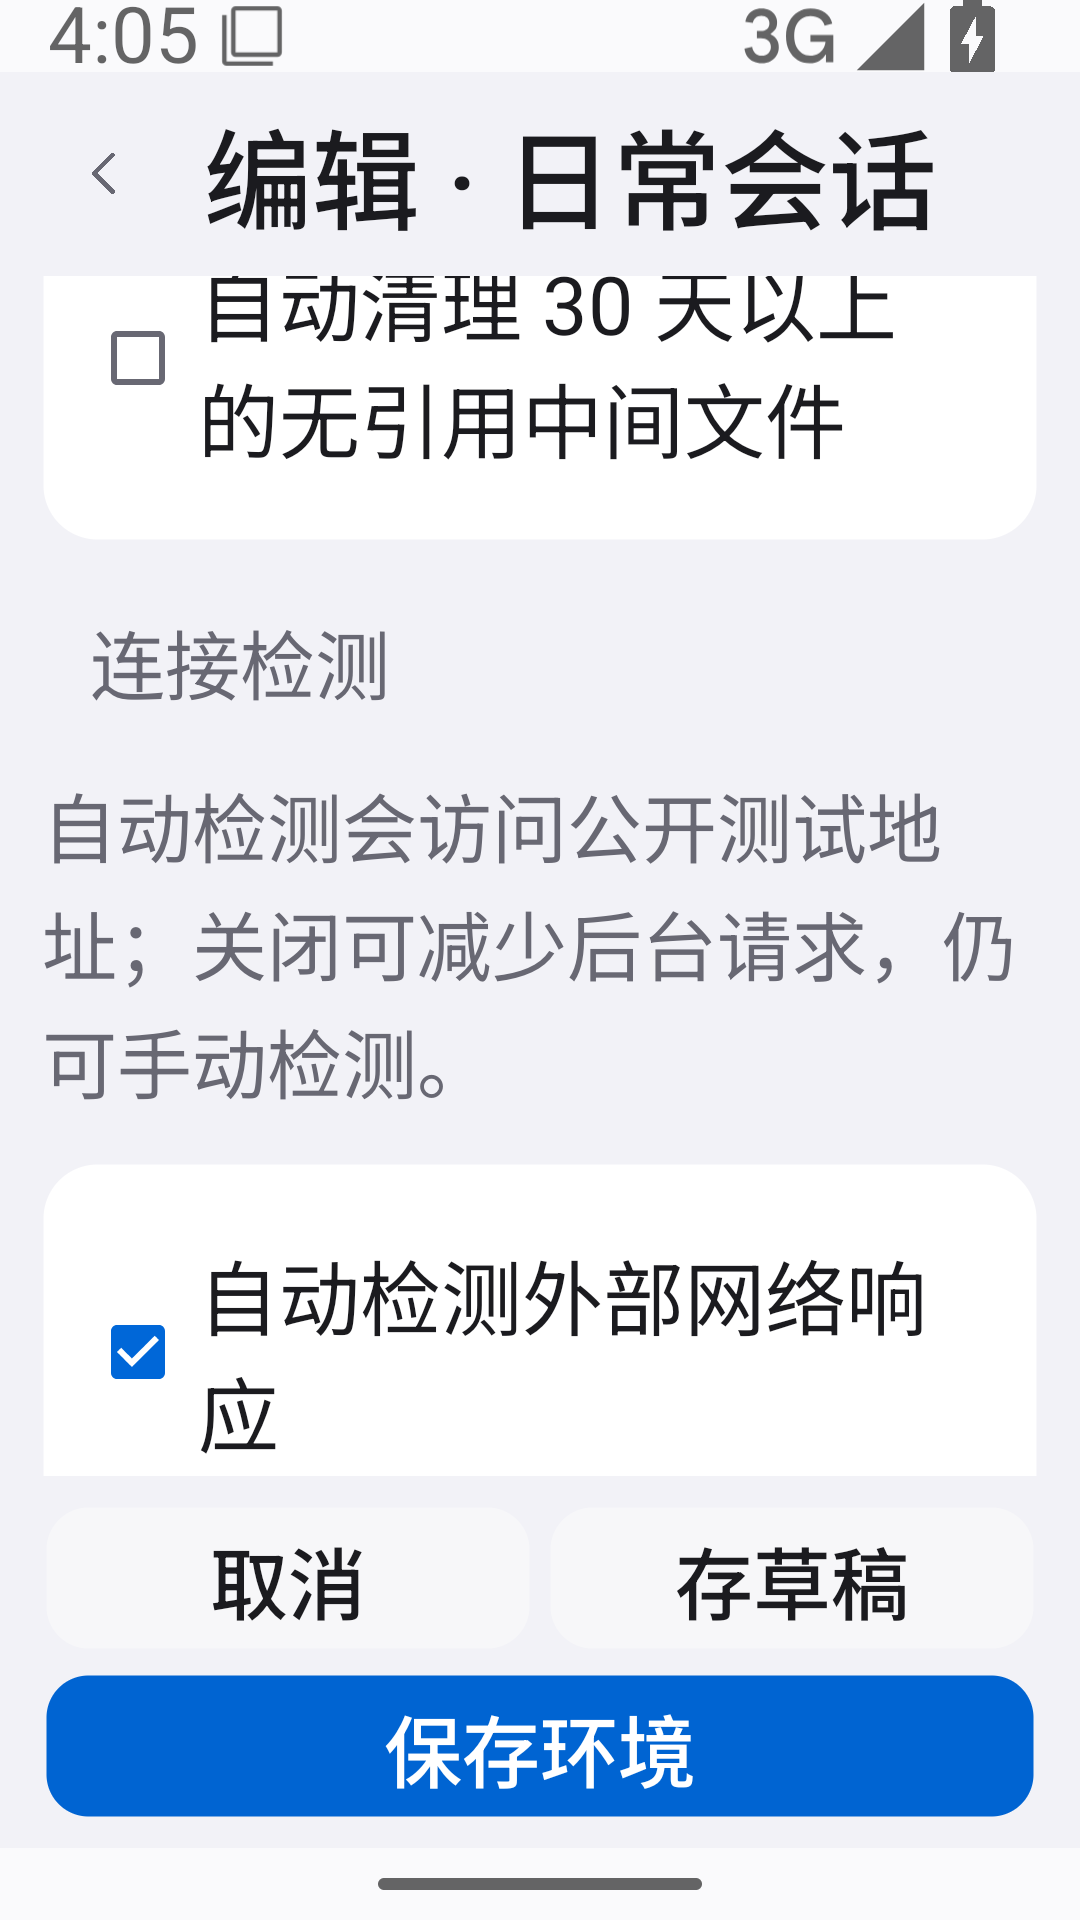 4:05
3G
编辑 · 日常会话
自动清理 30 天以上
的无引用中间文件
连接检测
自动检测会访问公开测试地
址；关闭可减少后台请求，仍
可手动检测。
自动检测外部网络响
应
取消
存草稿
保存环境